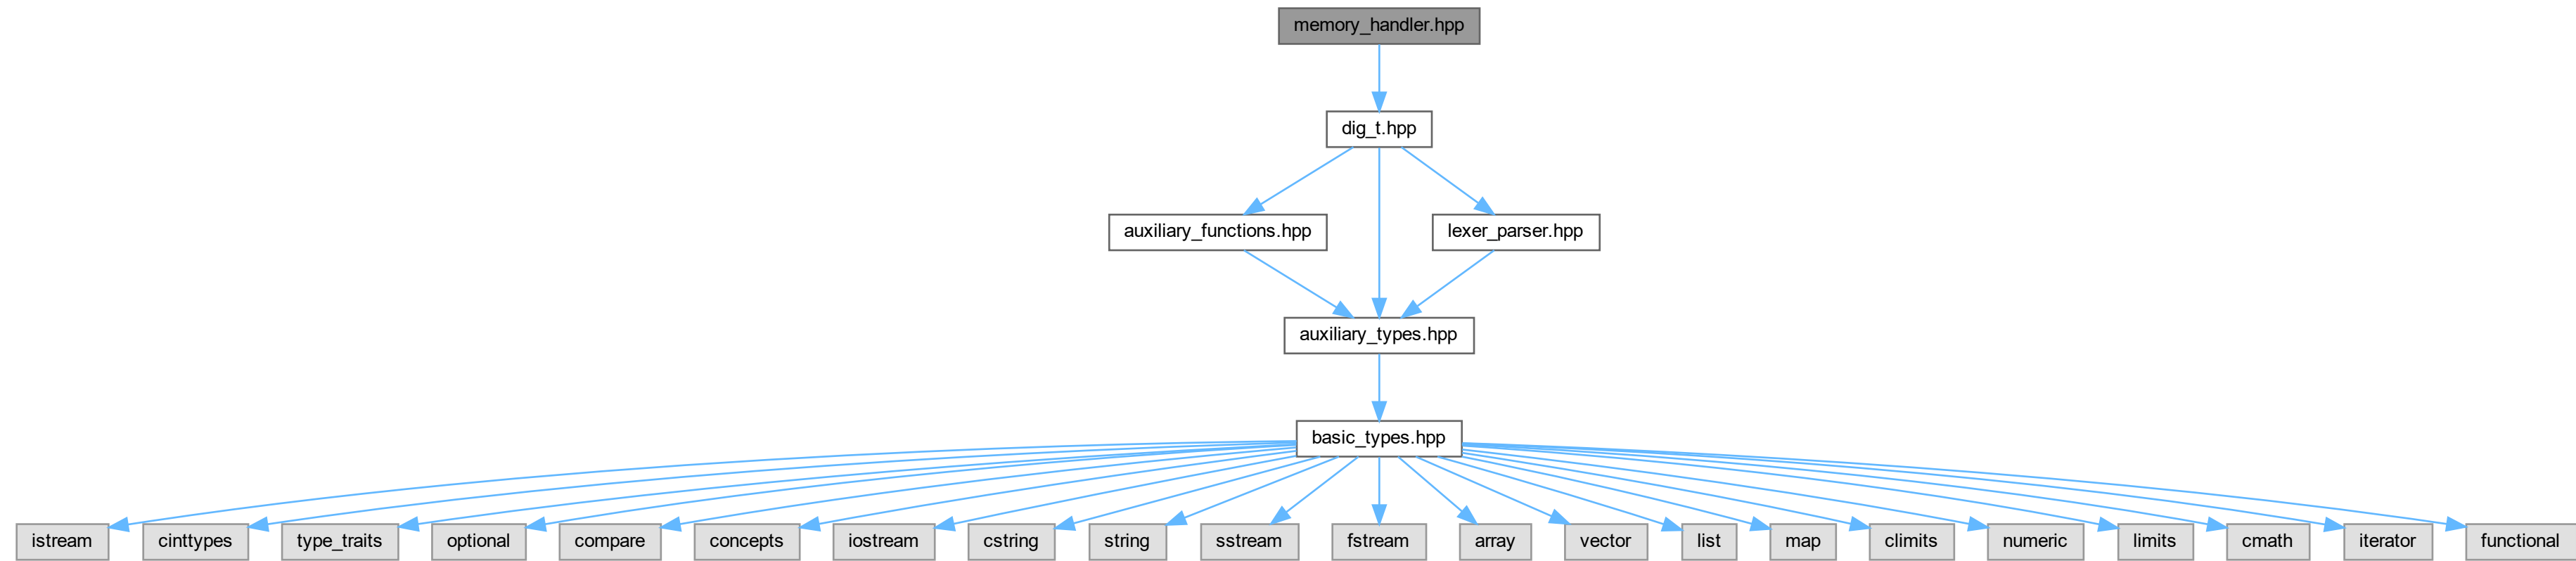 memory_handler.hpp
dig_t.hpp
auxiliary_functions.hpp
lexer_parser.hpp
auxiliary_types.hpp
basic_types.hpp
istream
cinttypes
type_traits
optional
compare
concepts
iostream
cstring
string
sstream
fstream
array
vector
list
map
climits
numeric
limits
cmath
iterator
functional